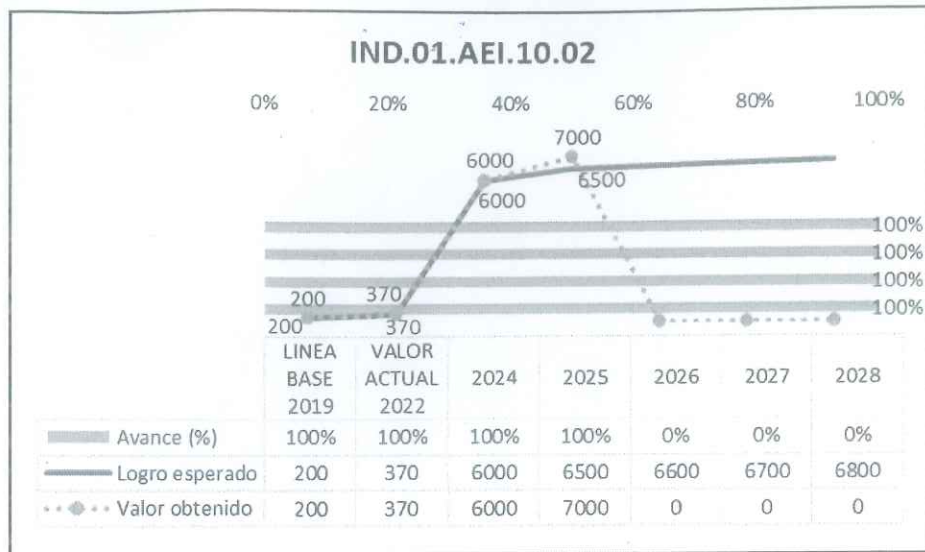 IND.01.AEI.10.02
0% 20% 40% 60% 80% 100%
7000
6000
6000
6500
100%
100%
100%
100%
200
370
200
370
LINEA BASE 2019 VALOR ACTUAL 2022 2024 2025 2026 2027 2028
Avance (%) 100% 100% 100% 100% 0% 0% 0%
Logro esperado 200 370 6000 6500 6600 6700 6800
Valor obtenido 200 370 6000 7000 0 0 0